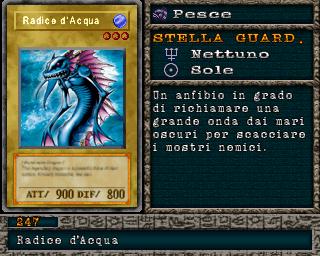 Radice d'Acqua
ATT/ 900 DIF/ 800
Pesce
STELLA GUARD.
Nettuno
Sole
Un anfibio in grado
di richiamare una
grande onda dai mari
oscuri per scacciare
i mostri nemici.
247
Radice d'Acqua